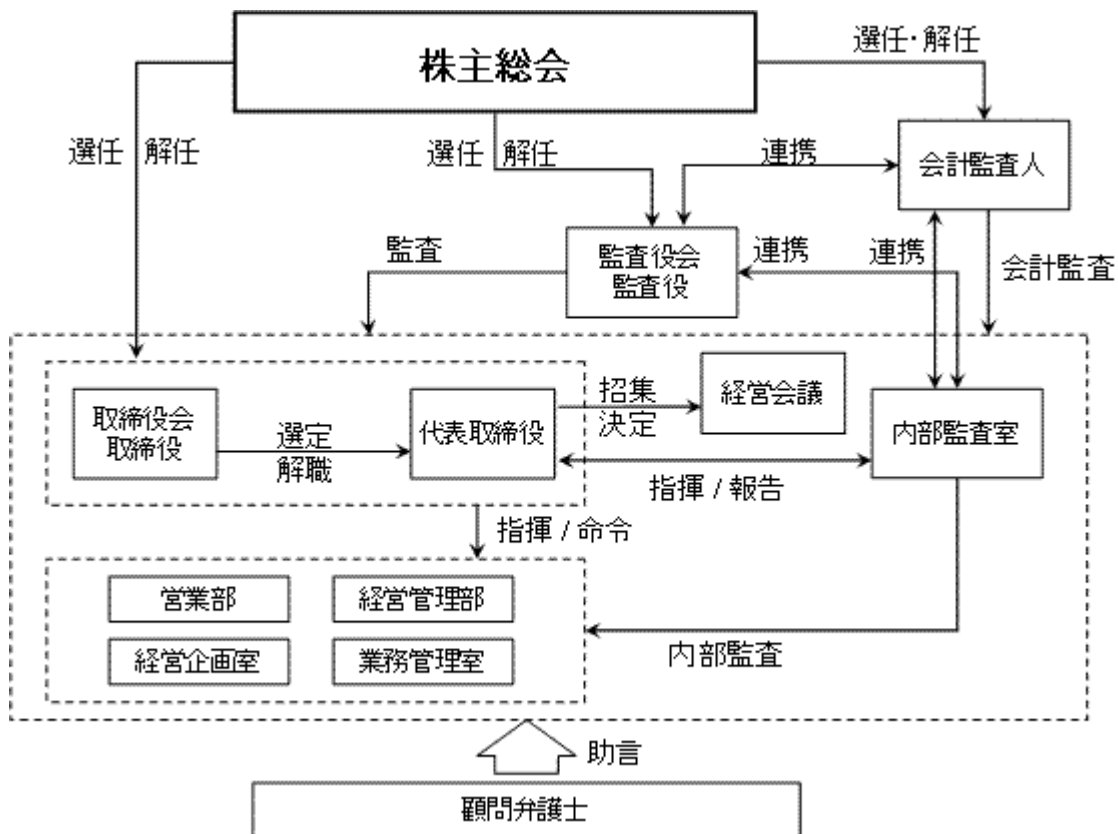 株主総会
選任・解任
選任 解任
選任 解任
連携
会計監査人
監査
監査役会
監査役
連携
連携
会計監査
取締役会
取締役
選定
解職
代表取締役
招集
決定
経営会議
内部監査室
指揮 / 報告
指揮 / 命令
営業部
経営管理部
経営企画室
業務管理室
内部監査
助言
顧問弁護士